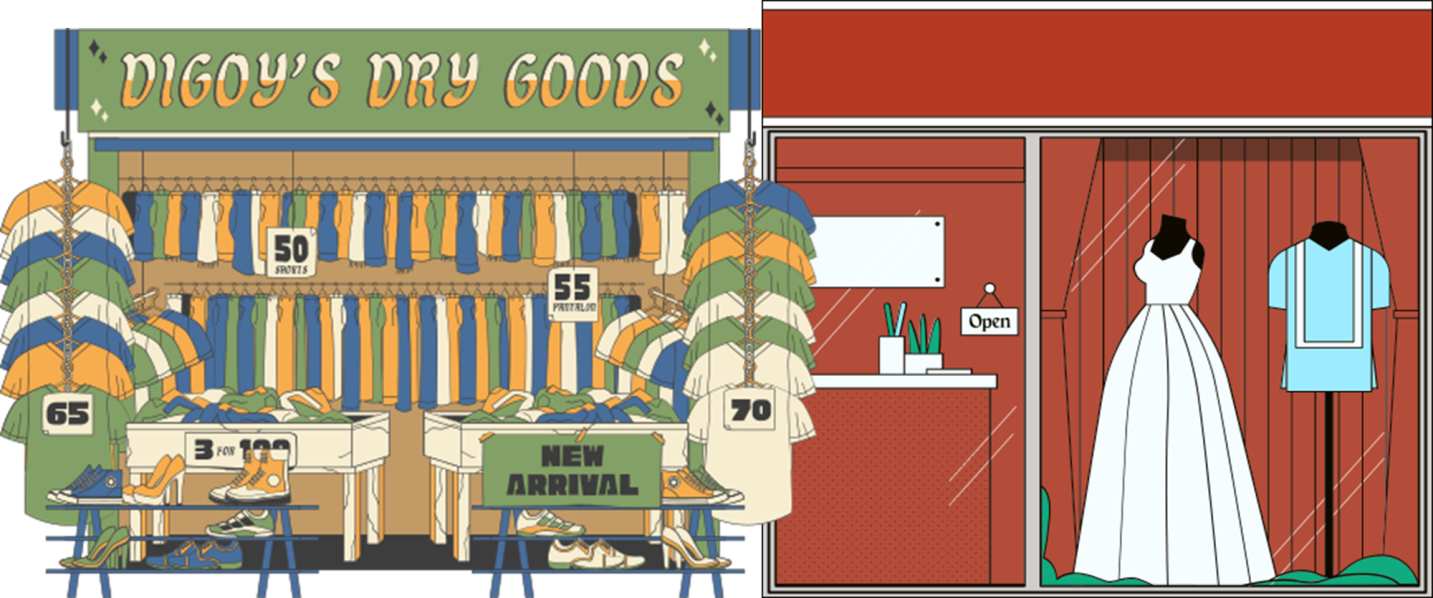 DIGOY'S DRY GOODS
50
SHORTS
55
PANTALON
65
70
3 FOR 100
NEW
ARRIVAL
Open